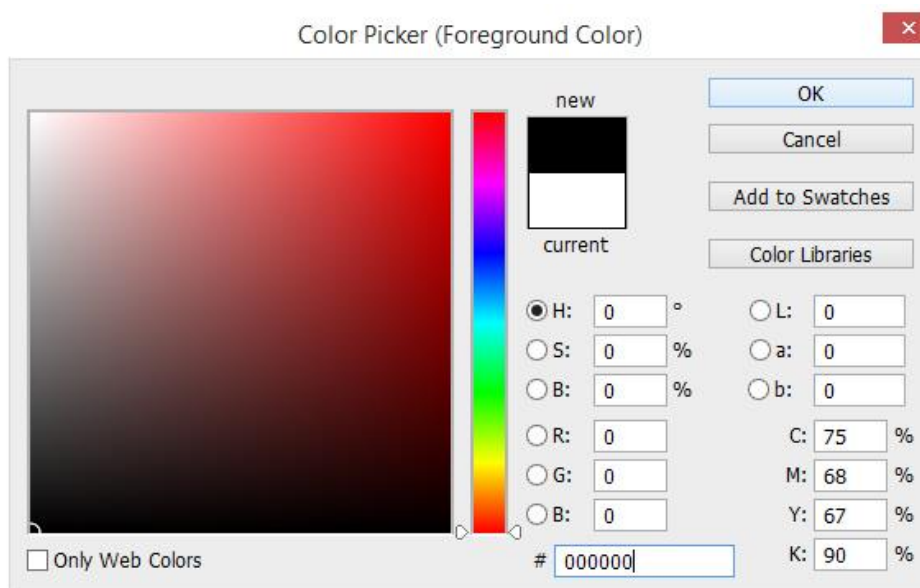 Color Picker (Foreground Color)
new
current
OK
Cancel
Add to Swatches
Color Libraries
H: 0 °
L: 0
S: 0 %
a: 0
B: 0 %
b: 0
R: 0
C: 75 %
G: 0
M: 68 %
B: 0
Y: 67 %
Only Web Colors
# 000000
K: 90 %